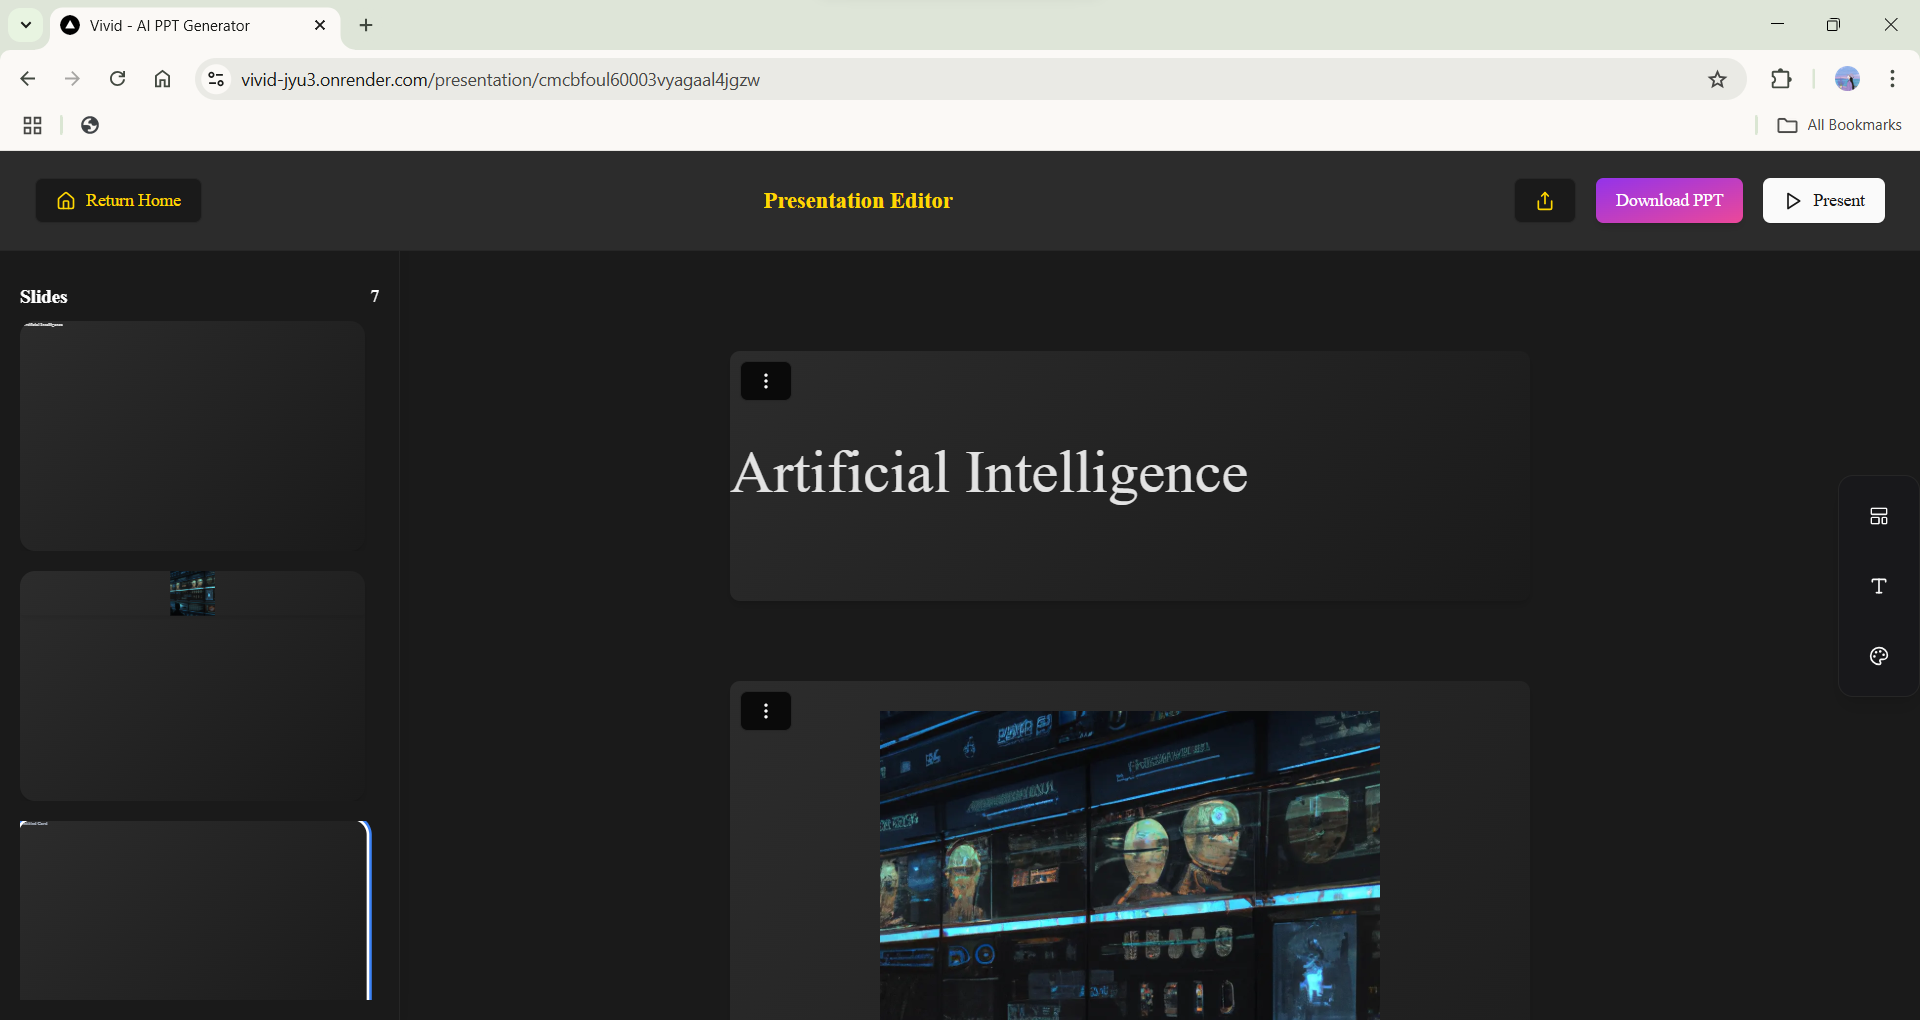 Vivid - AI PPT Generator
vivid-jyu3.onrender.com/presentation/cmcbfoul60003vyagaal4jgzw
All Bookmarks
Return Home
Presentation Editor
Download PPT
Present
Slides
7
Artificial Intelligence